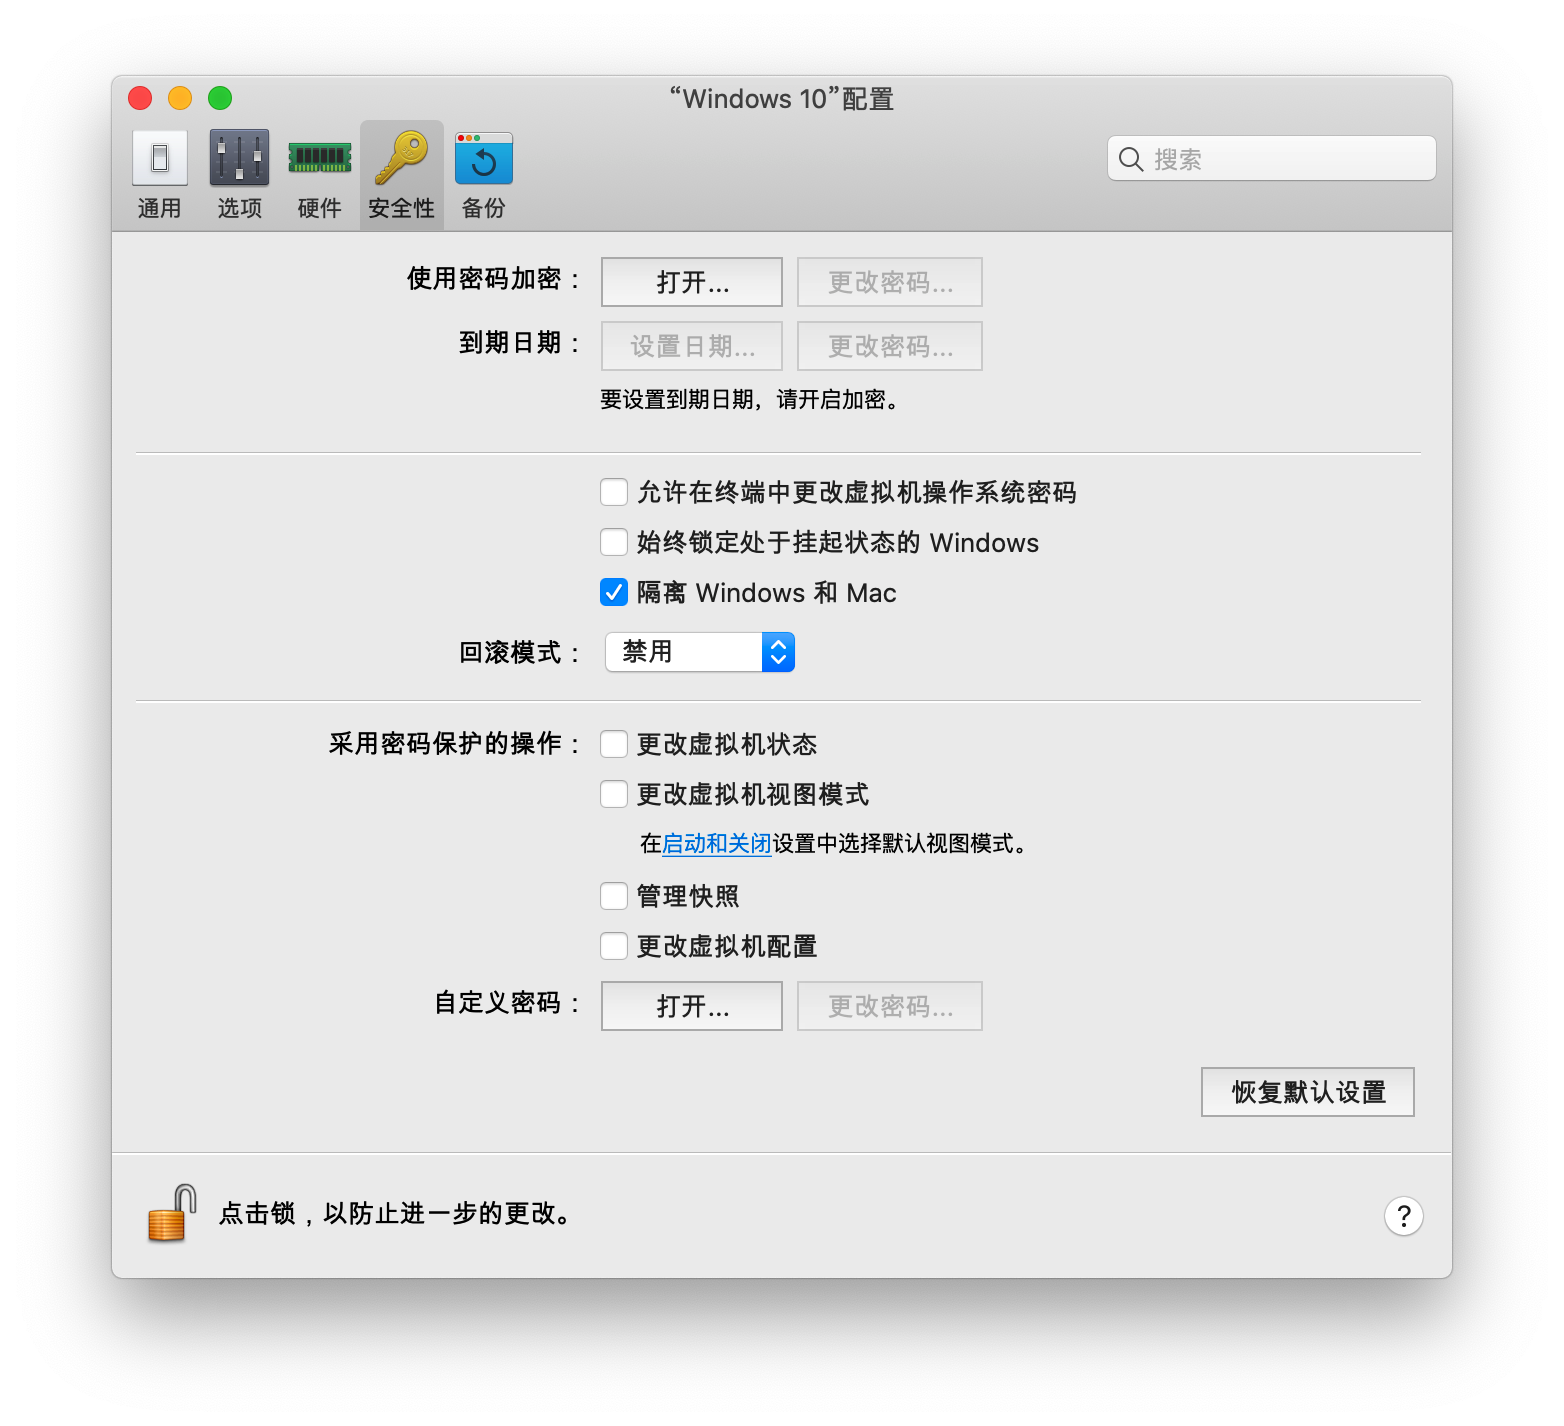 “Windows 10”配置
通用 选项 硬件 安全性 备份 搜索
使用密码加密： 打开... 更改密码...
到期日期： 设置日期... 更改密码...
要设置到期日期，请开启加密。
允许在终端中更改虚拟机操作系统密码
始终锁定处于挂起状态的 Windows
隔离 Windows 和 Mac
回滚模式： 禁用
采用密码保护的操作： 更改虚拟机状态
更改虚拟机视图模式
在启动和关闭设置中选择默认视图模式。
管理快照
更改虚拟机配置
自定义密码： 打开... 更改密码...
恢复默认设置
点击锁，以防止进一步的更改。 ?